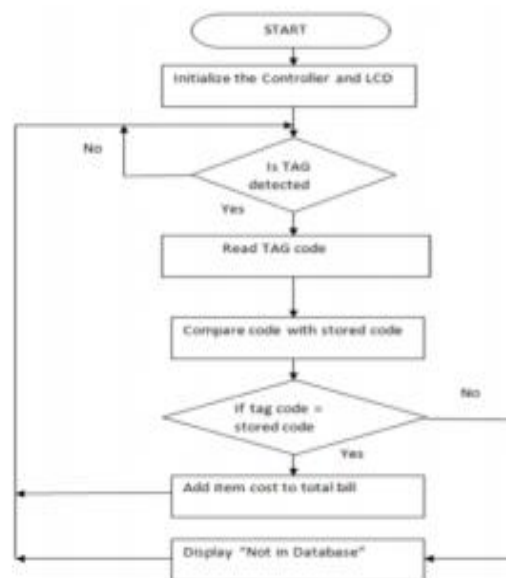 START
Initialize the Controller and LCD
No
Is TAG
detected
Yes
Read TAG code
Compare code with stored code
If tag code =
stored code
No
Yes
Add item cost to total bill
Display "Not in Database"